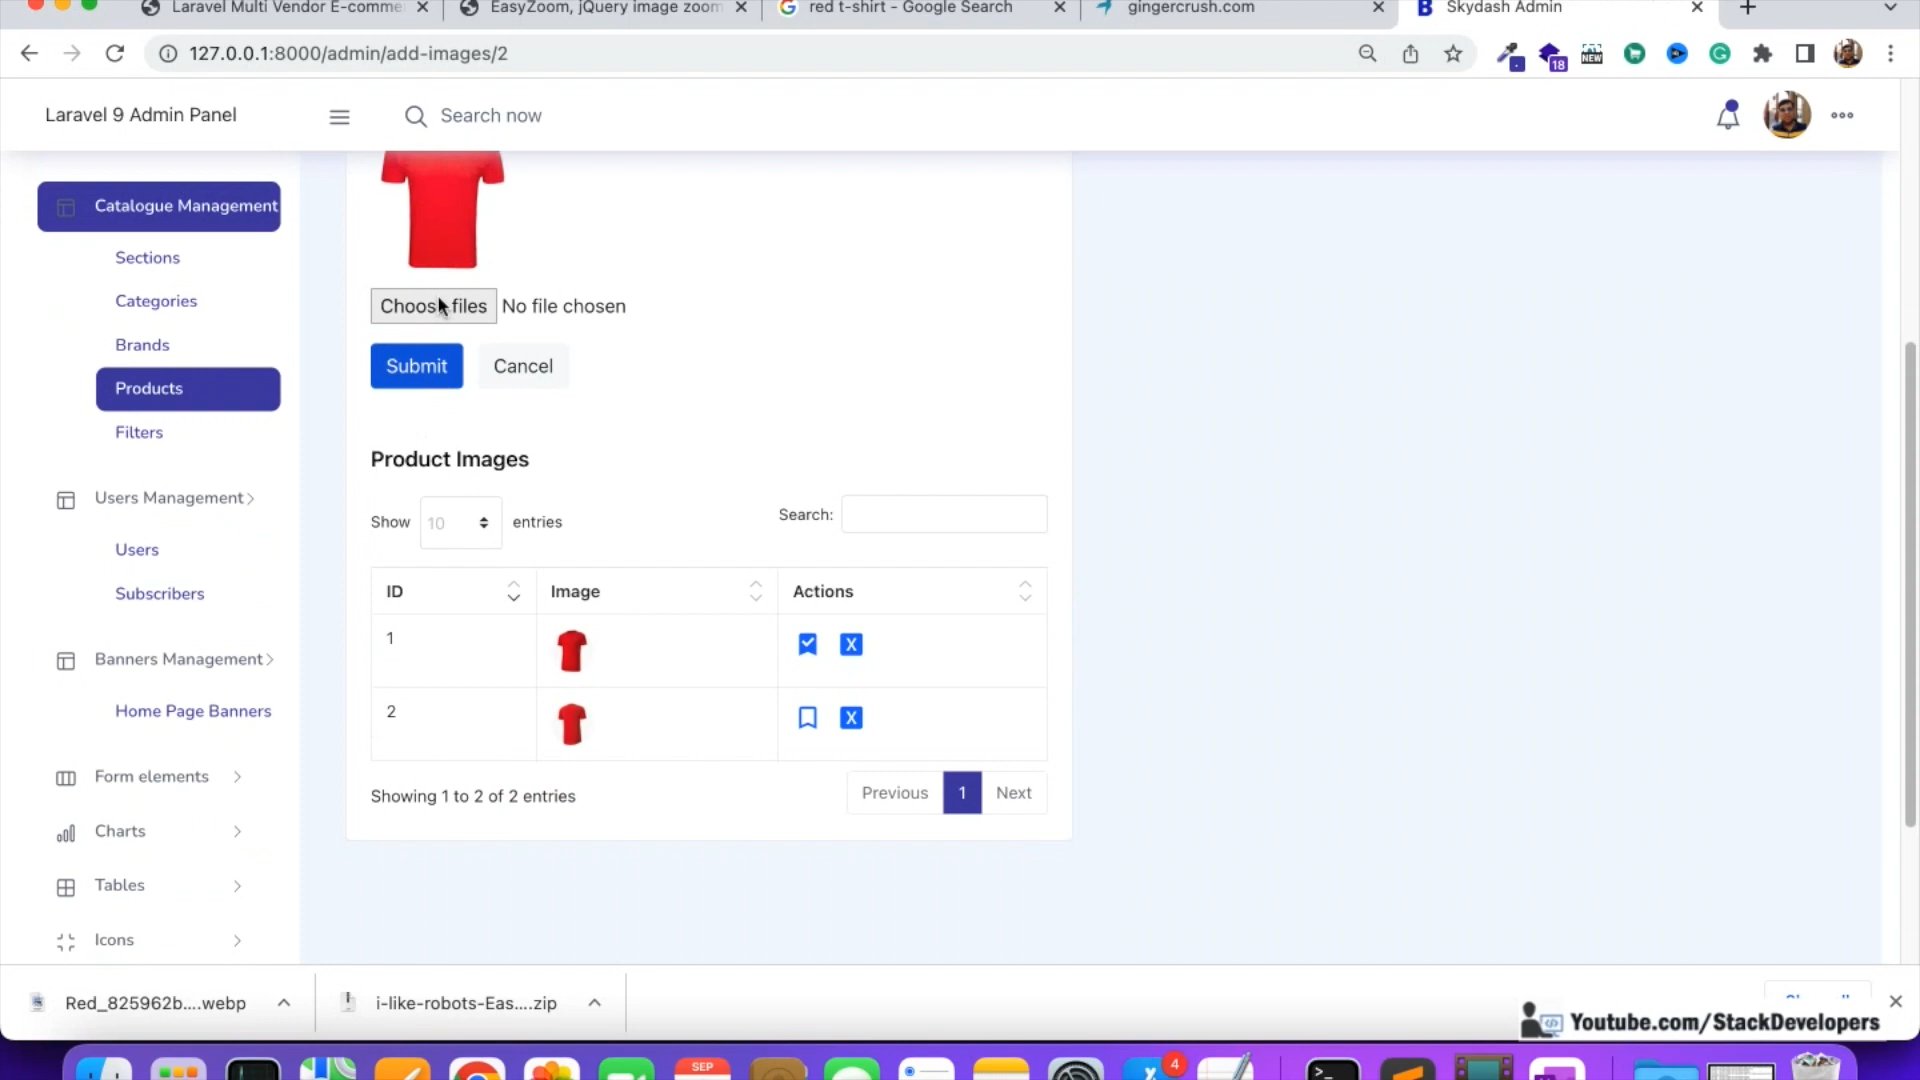 Laravel Multi Vendor E-comme
EasyZoom, jQuery image zoom
red t-shirt - Google Search
gingercrush.com
Skydash Admin
127.0.0.1:8000/admin/add-images/2
18
NEW
Laravel 9 Admin Panel
Search now
Catalogue Management
Sections
Categories
Brands
Products
Filters
Users Management
Users
Subscribers
Banners Management
Home Page Banners
Form elements
Charts
Tables
Icons
Choose files No file chosen
Submit Cancel
Product Images
Show 10 entries
Search:
ID Image Actions
1
2
Showing 1 to 2 of 2 entries
Previous 1 Next
Red_825962b....webp
i-like-robots-Eas....zip
Youtube.com/StackDevelopers
SEP
4